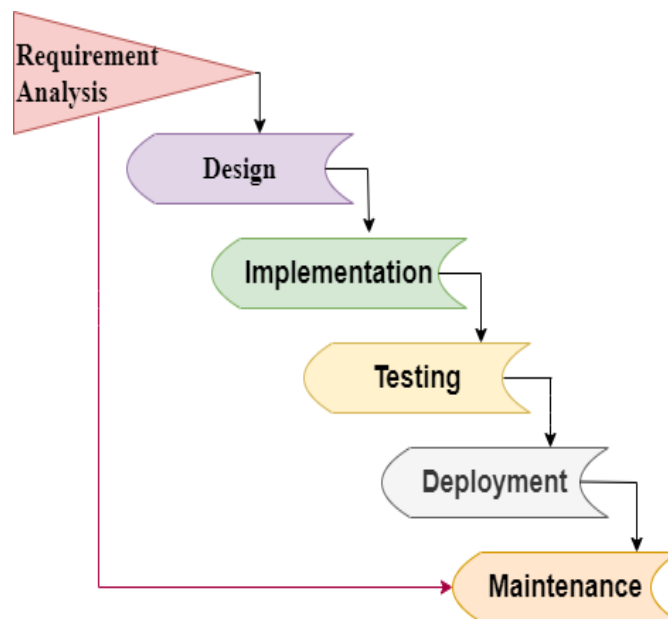 Requirement
Analysis
Design
Implementation
Testing
Deployment
Maintenance